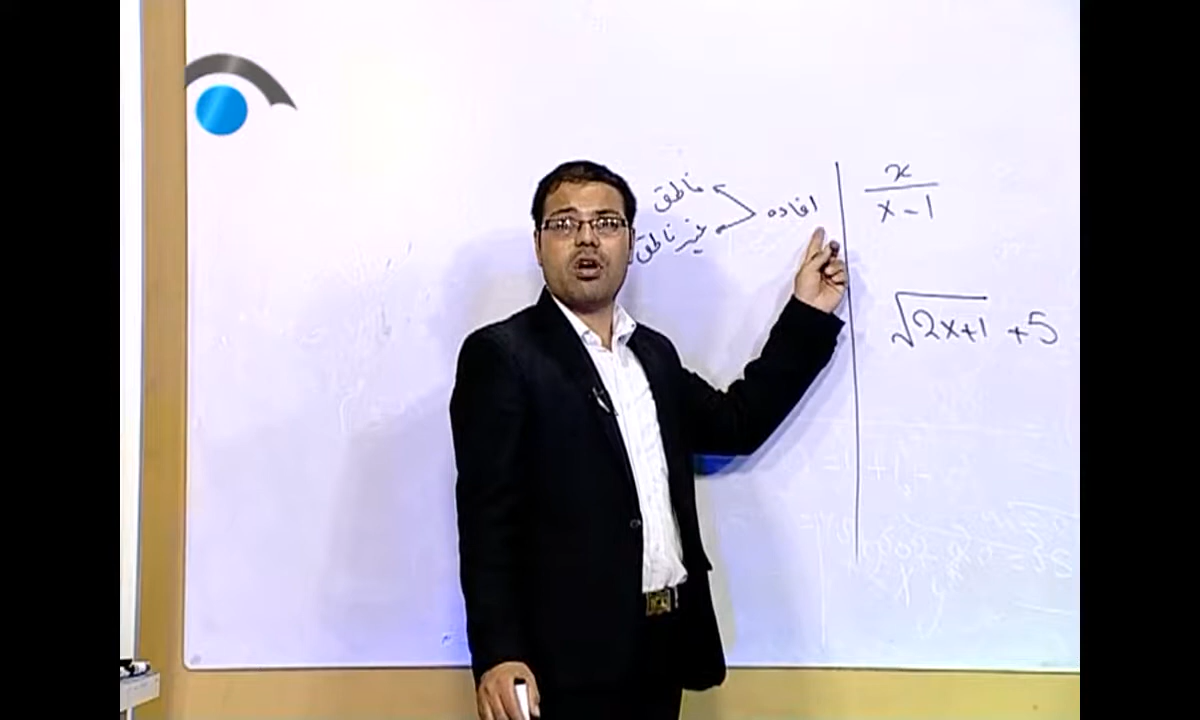 افاده
ناطق
غیر ناطق
x
x - 1
√2x+1 + 5